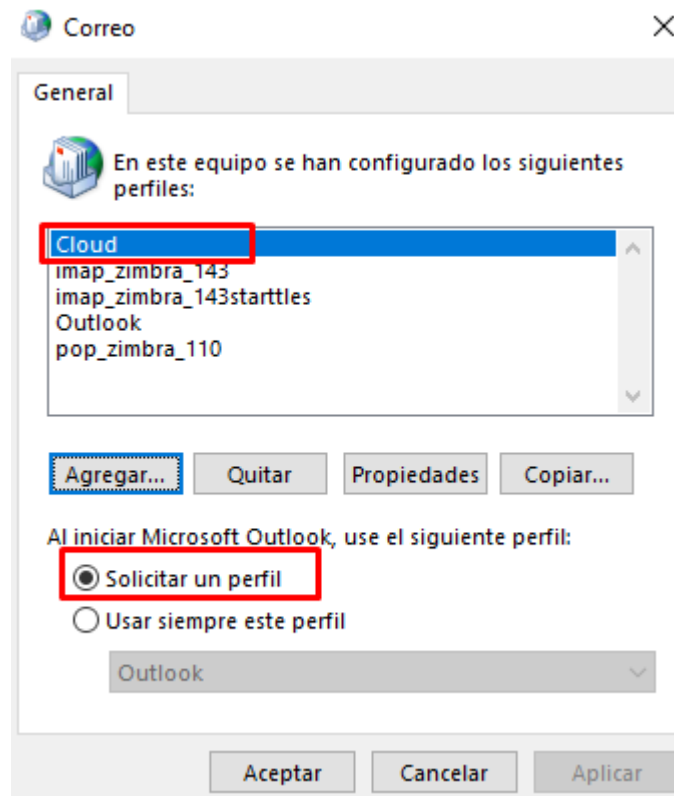 Correo
General
En este equipo se han configurado los siguientes
perfiles:
Cloud
imap_zimbra_143
imap_zimbra_143starttles
Outlook
pop_zimbra_110
Agregar... Quitar Propiedades Copiar...
Al iniciar Microsoft Outlook, use el siguiente perfil:
Solicitar un perfil
Usar siempre este perfil
Outlook
Aceptar Cancelar Aplicar